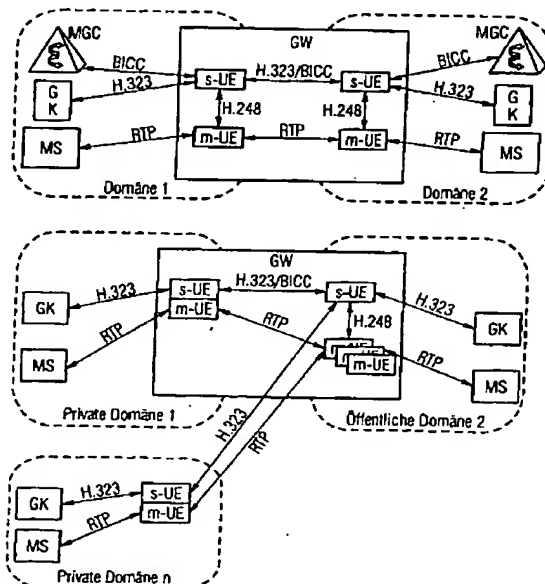 MGC
GW
MGC
BICC
s-UE
H.323/BICC
s-UE
BICC
G
K
H.323
H.248
H.248
H.323
G
K
MS
RTP
m-UE
RTP
m-UE
RTP
MS
Domäne 1
Domäne 2
GW
s-UE
H.323/BICC
s-UE
GK
H.323
m-UE
H.323
GK
RTP
H.248
MS
RTP
m-UE
m-UE
RTP
MS
Private Domäne 1
Öffentliche Domäne 2
H.323
RTP
GK
H.323
s-UE
m-UE
MS
RTP
Private Domäne n